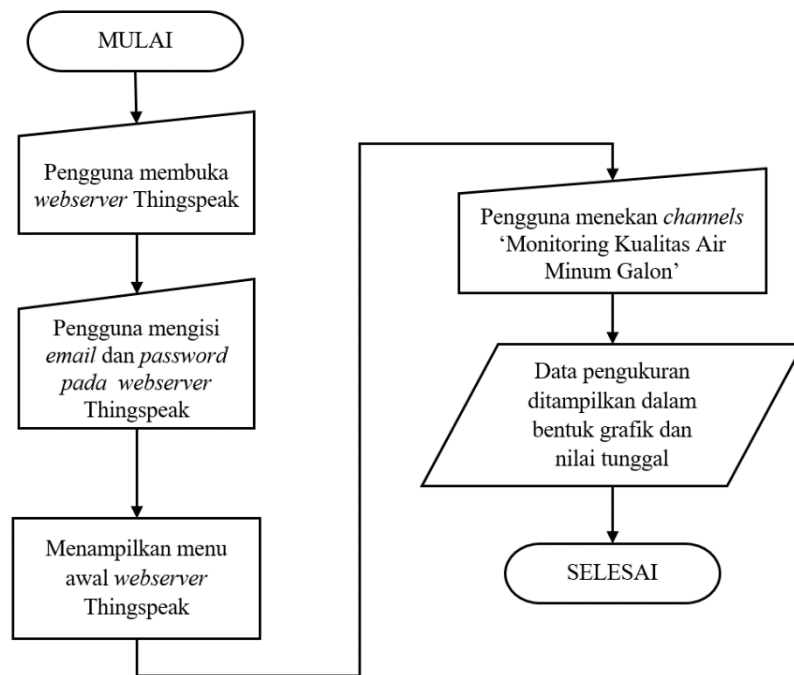 MULAI
Pengguna membuka
webserver Thingspeak
Pengguna mengisi
email dan password
pada webserver
Thingspeak
Menampilkan menu
awal webserver
Thingspeak
Pengguna menekan channels
‘Monitoring Kualitas Air
Minum Galon’
Data pengukuran
ditampilkan dalam
bentuk grafik dan
nilai tunggal
SELESAI